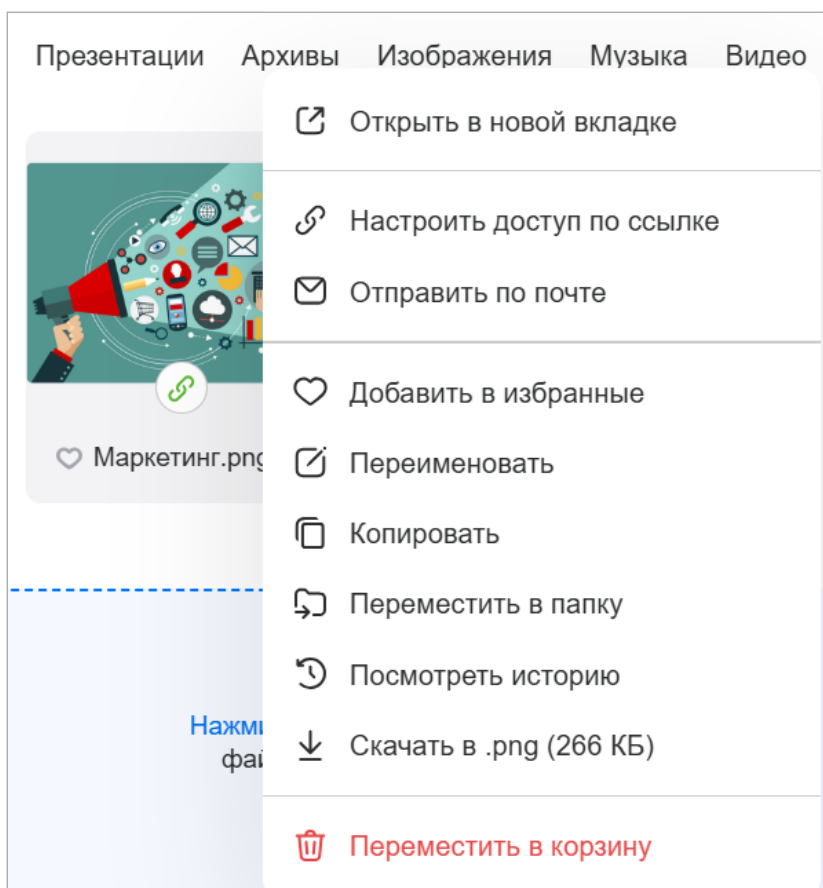 Презентации Архивы Изображения Музыка Видео
Открыть в новой вкладке
Настроить доступ по ссылке
Отправить по почте
Маркетинг.png
Добавить в избранные
Переименовать
Копировать
Переместить в папку
Посмотреть историю
Скачать в .png (266 КБ)
Переместить в корзину